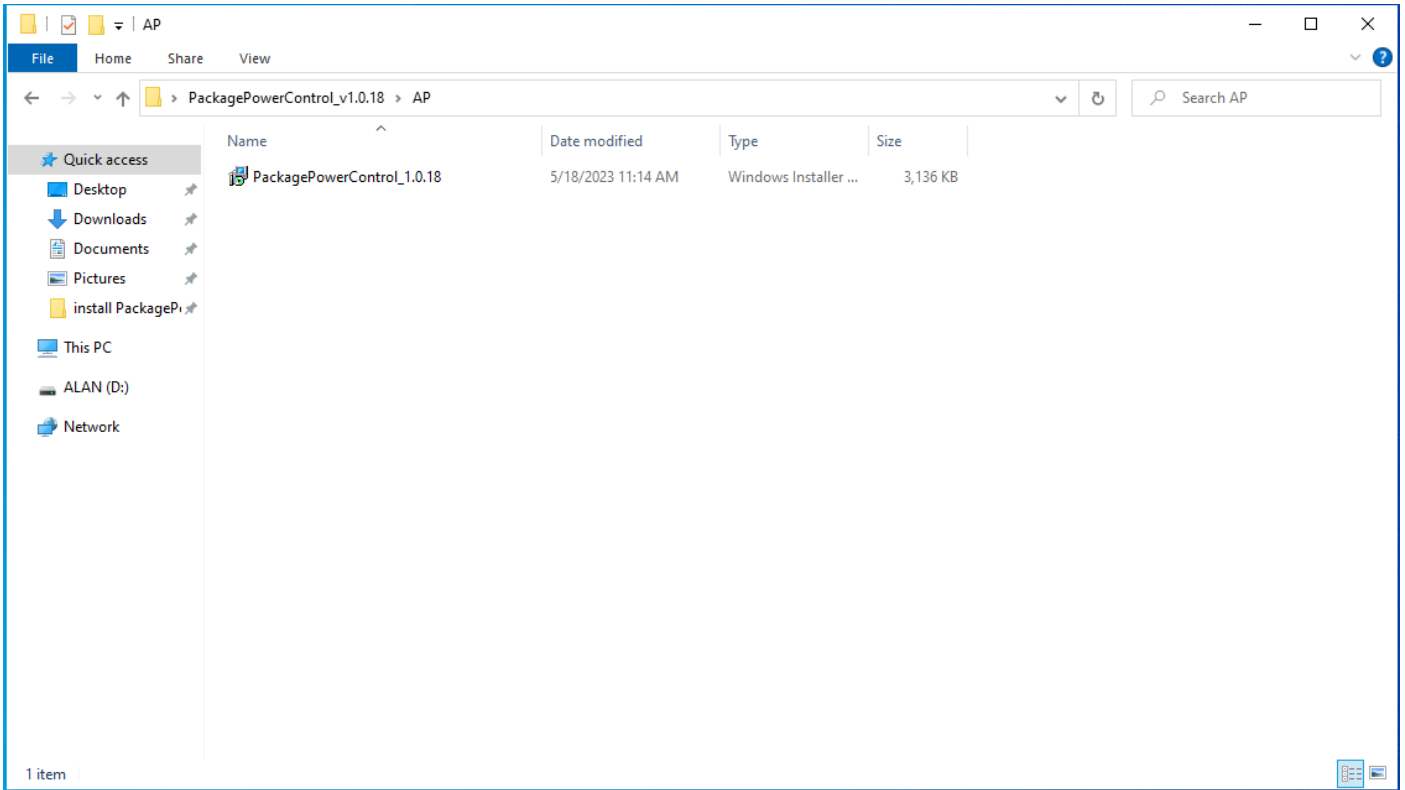 AP
File Home Share View
PackagePowerControl_v1.0.18 > AP
Search AP
Name Date modified Type Size
PackagePowerControl_1.0.18 5/18/2023 11:14 AM Windows Installer ... 3,136 KB
Quick access
Desktop
Downloads
Documents
Pictures
install PackageP
This PC
ALAN (D:)
Network
1 item